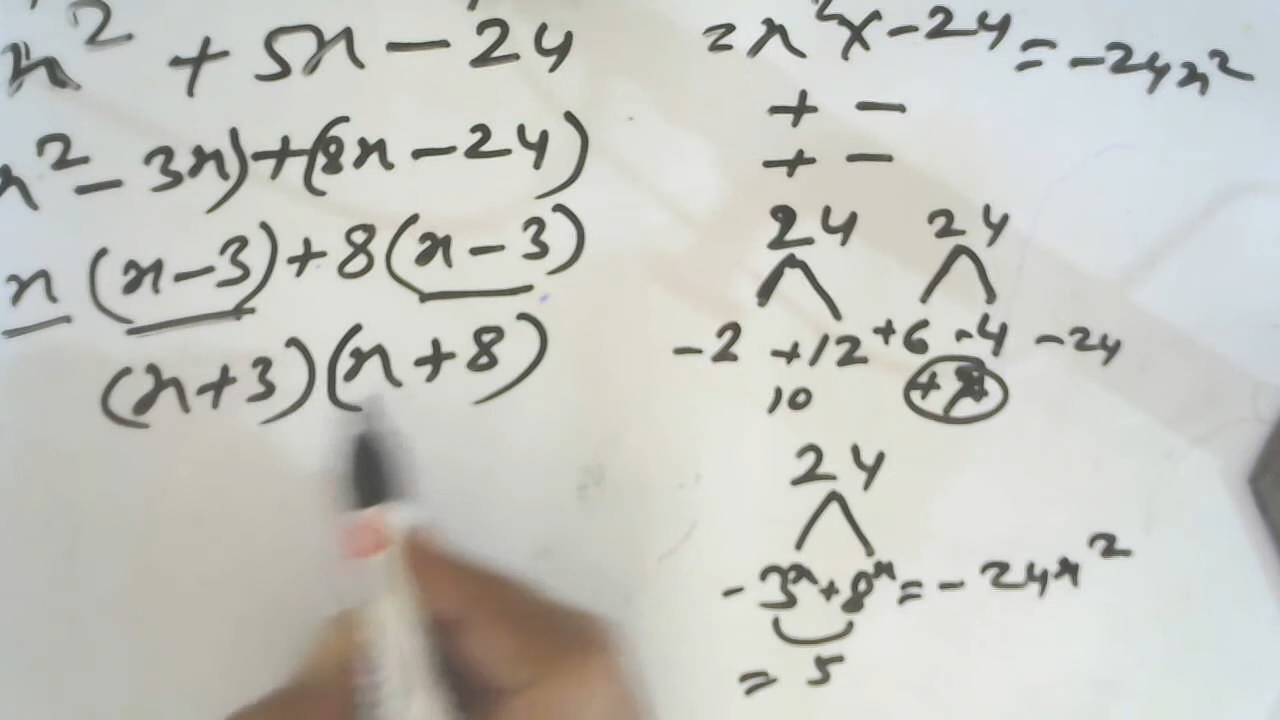 x² + 5x - 24
x² - 3x) + (8x - 24)
x (x - 3) + 8 (x - 3)
(x + 3) (x + 8)
= x² x - 24 = -24x²
+ -
+ -
24 24
-2 +12 +6 -4 -24
10
24
-3x + 8x = -24x²
= 5